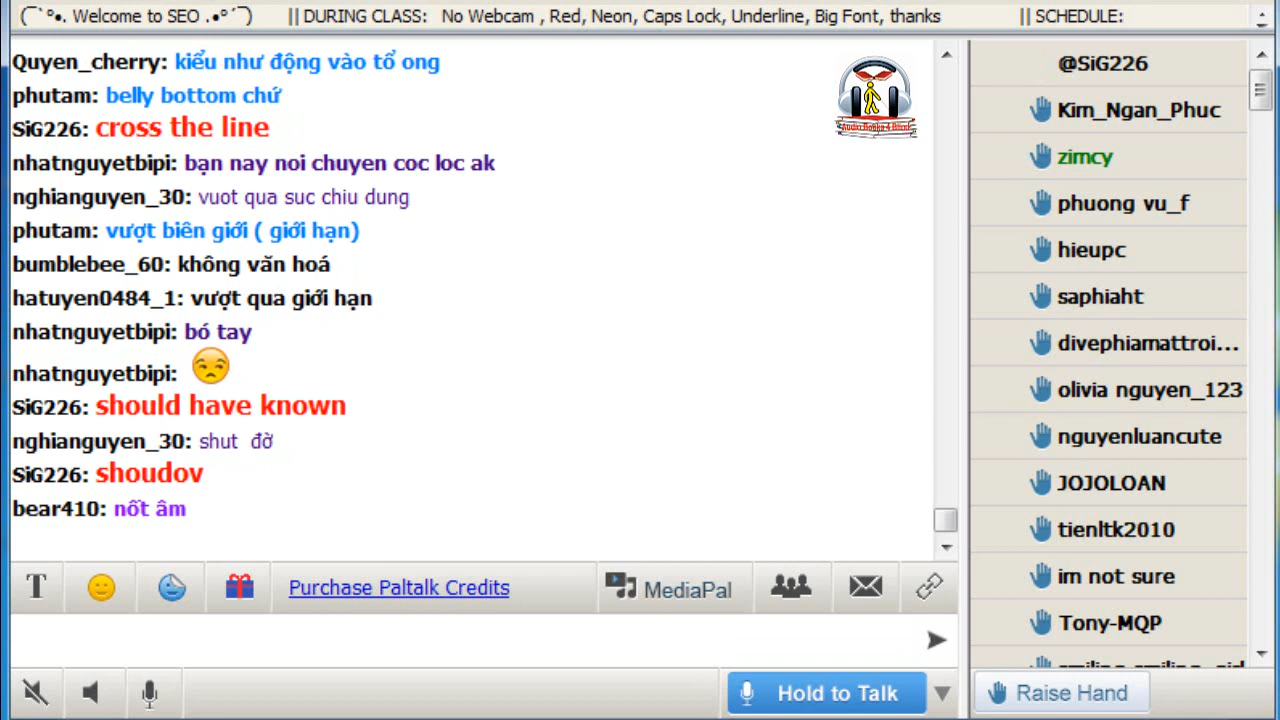 (¯`°•. Welcome to SEO .•°´¯) || DURING CLASS: No Webcam , Red, Neon, Caps Lock, Underline, Big Font, thanks || SCHEDULE:
Quyen_cherry: kiểu như động vào tổ ong
phutam: belly bottom chứ
SiG226: cross the line
nhatnguyetbipi: bạn nay noi chuyen coc loc ak
nghianguyen_30: vuot qua suc chiu dung
phutam: vượt biên giới ( giới hạn)
bumblebee_60: không văn hoá
hatuyen0484_1: vượt qua giới hạn
nhatnguyetbipi: bó tay
nhatnguyetbipi:
SiG226: should have known
nghianguyen_30: shut đờ
SiG226: shoudov
bear410: nốt âm
Audio Books 4 Blind
T
Purchase Paltalk Credits
MediaPal
Hold to Talk
@SiG226
Kim_Ngan_Phuc
zimcy
phuong vu_f
hieupc
saphiaht
divephiamattroi...
olivia nguyen_123
nguyenluancute
JOJOLOAN
tienltk2010
im not sure
Tony-MQP
Raise Hand